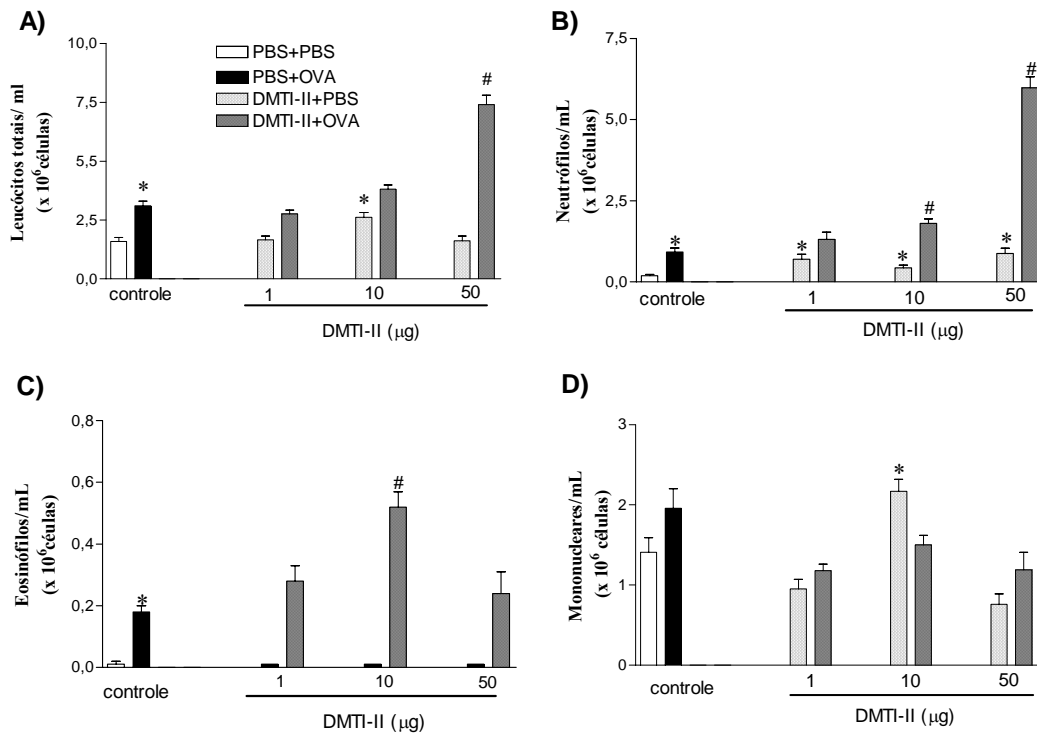 A)
Leucócitos totais/ ml
(x 10⁶células)
10,0
7,5
5,5
2,5
0,0
PBS+PBS
PBS+OVA
DMTI-II+PBS
DMTI-II+OVA
*
*
#
controle
1
10
50
DMTI-II (μg)
B)
Neutrófilos/mL
(x 10⁶células)
7,5
5,0
2,5
0,0
*
*
*
#
*
#
controle
1
10
50
DMTI-II (μg)
C)
Eosinófilos/mL
(x 10⁶céulas)
0,8
0,6
0,4
0,2
0,0
*
#
controle
1
10
50
DMTI-II (μg)
D)
Mononucleares/mL
(x 10⁶ células)
3
2
1
0
*
controle
1
10
50
DMTI-II (μg)